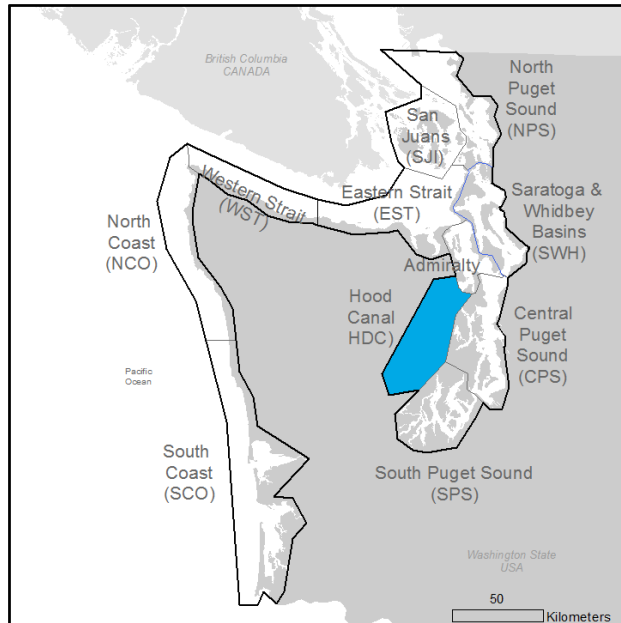 British Columbia
CANADA
North
Puget
Sound
(NPS)
San
Juans
(SJI)
Western Strait
(WST)
Eastern Strait
(EST)
Saratoga &
Whidbey
Basins
(SWH)
North
Coast
(NCO)
Admiralty
Hood
Canal
HDC)
Central
Puget
Sound
(CPS)
Pacific
Ocean
South
Coast
(SCO)
South Puget Sound
(SPS)
Washington State
USA
50
Kilometers